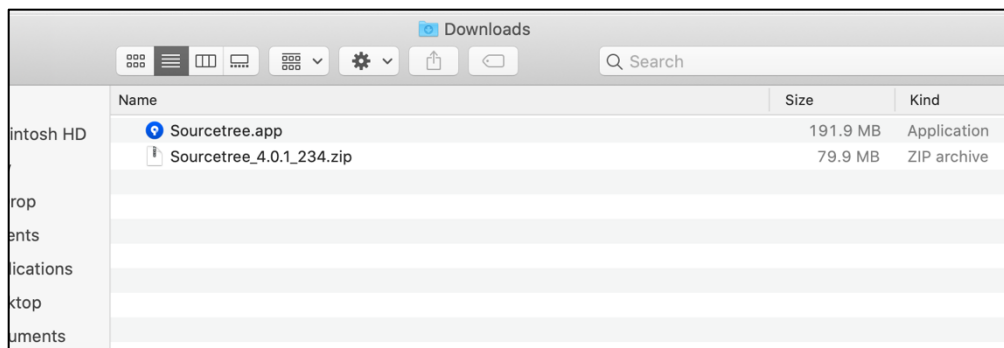 Downloads
Search
Name Size Kind
intosh HD
Sourcetree.app 191.9 MB Application
Sourcetree_4.0.1_234.zip 79.9 MB ZIP archive
rop
ents
lications
ktop
uments